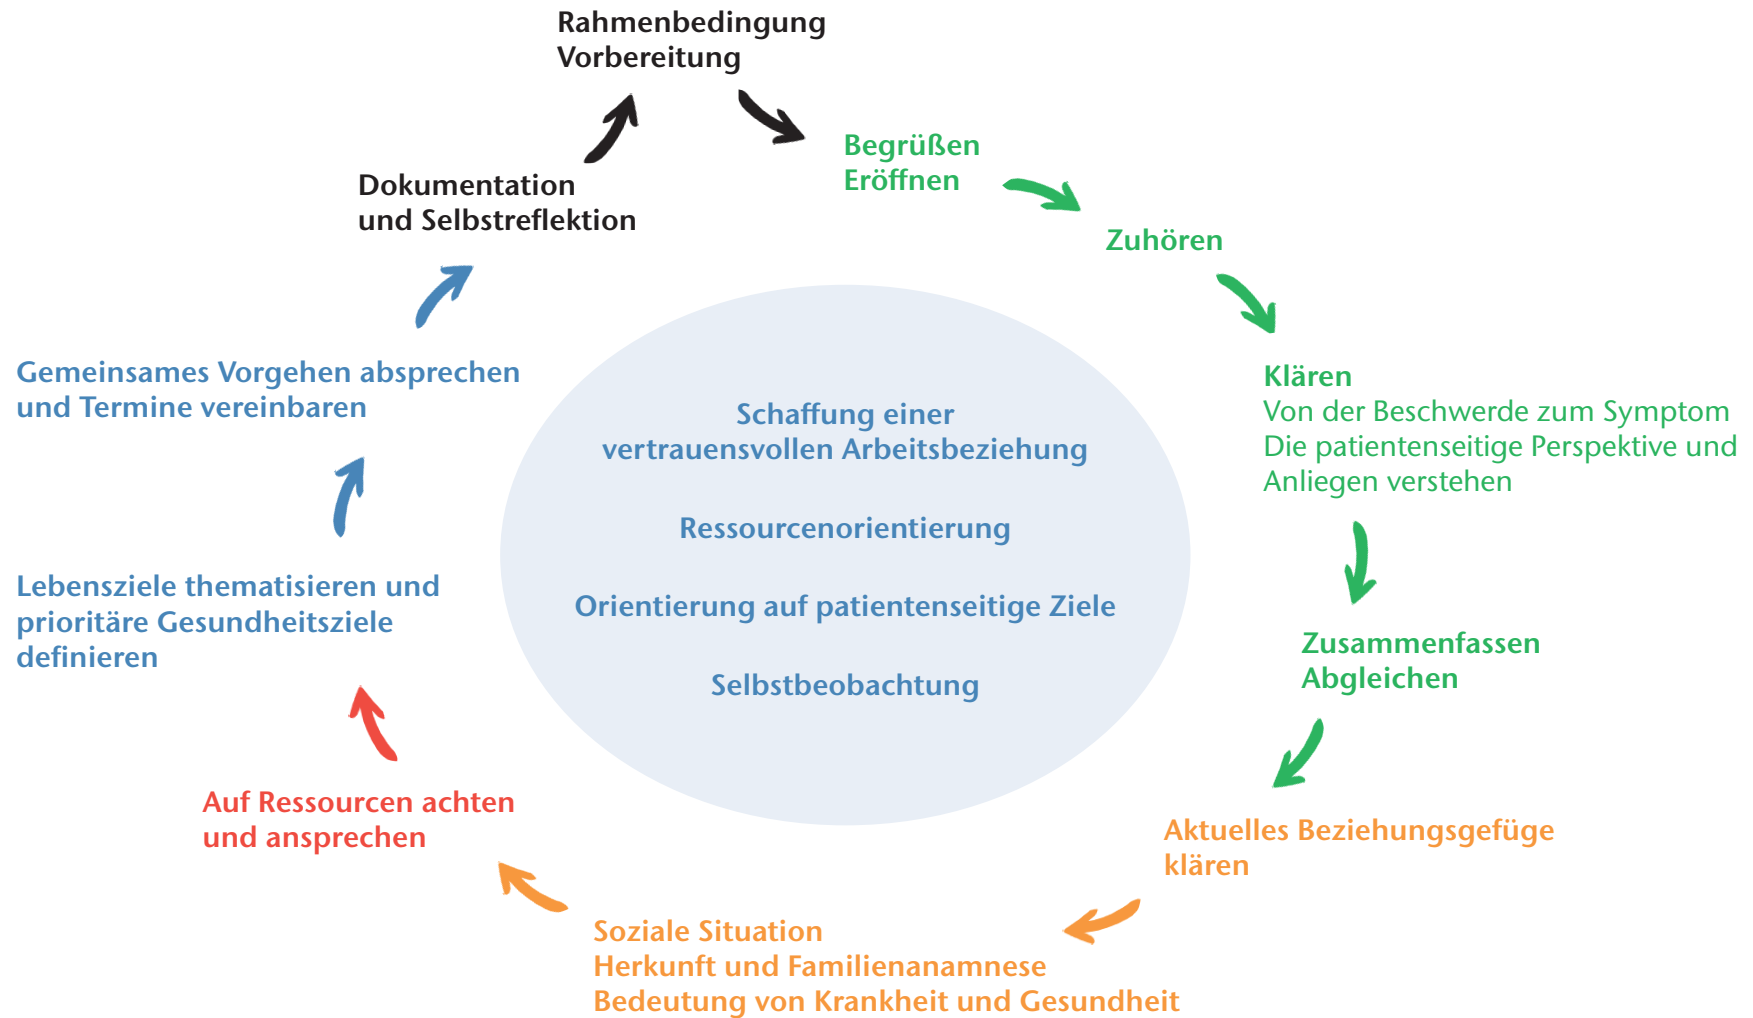 Rahmenbedingung
Vorbereitung
Begrüßen
Eröffnen
Zuhören
Klären
Von der Beschwerde zum Symptom
Die patientenseitige Perspektive und
Anliegen verstehen
Zusammenfassen
Abgleichen
Aktuelles Beziehungsgefüge
klären
Soziale Situation
Herkunft und Familienanamnese
Bedeutung von Krankheit und Gesundheit
Auf Ressourcen achten
und ansprechen
Lebensziele thematisieren und
prioritäre Gesundheitsziele
definieren
Gemeinsames Vorgehen absprechen
und Termine vereinbaren
Dokumentation
und Selbstreflektion
Schaffung einer
vertrauensvollen Arbeitsbeziehung
Ressourcenorientierung
Orientierung auf patientenseitige Ziele
Selbstbeobachtung